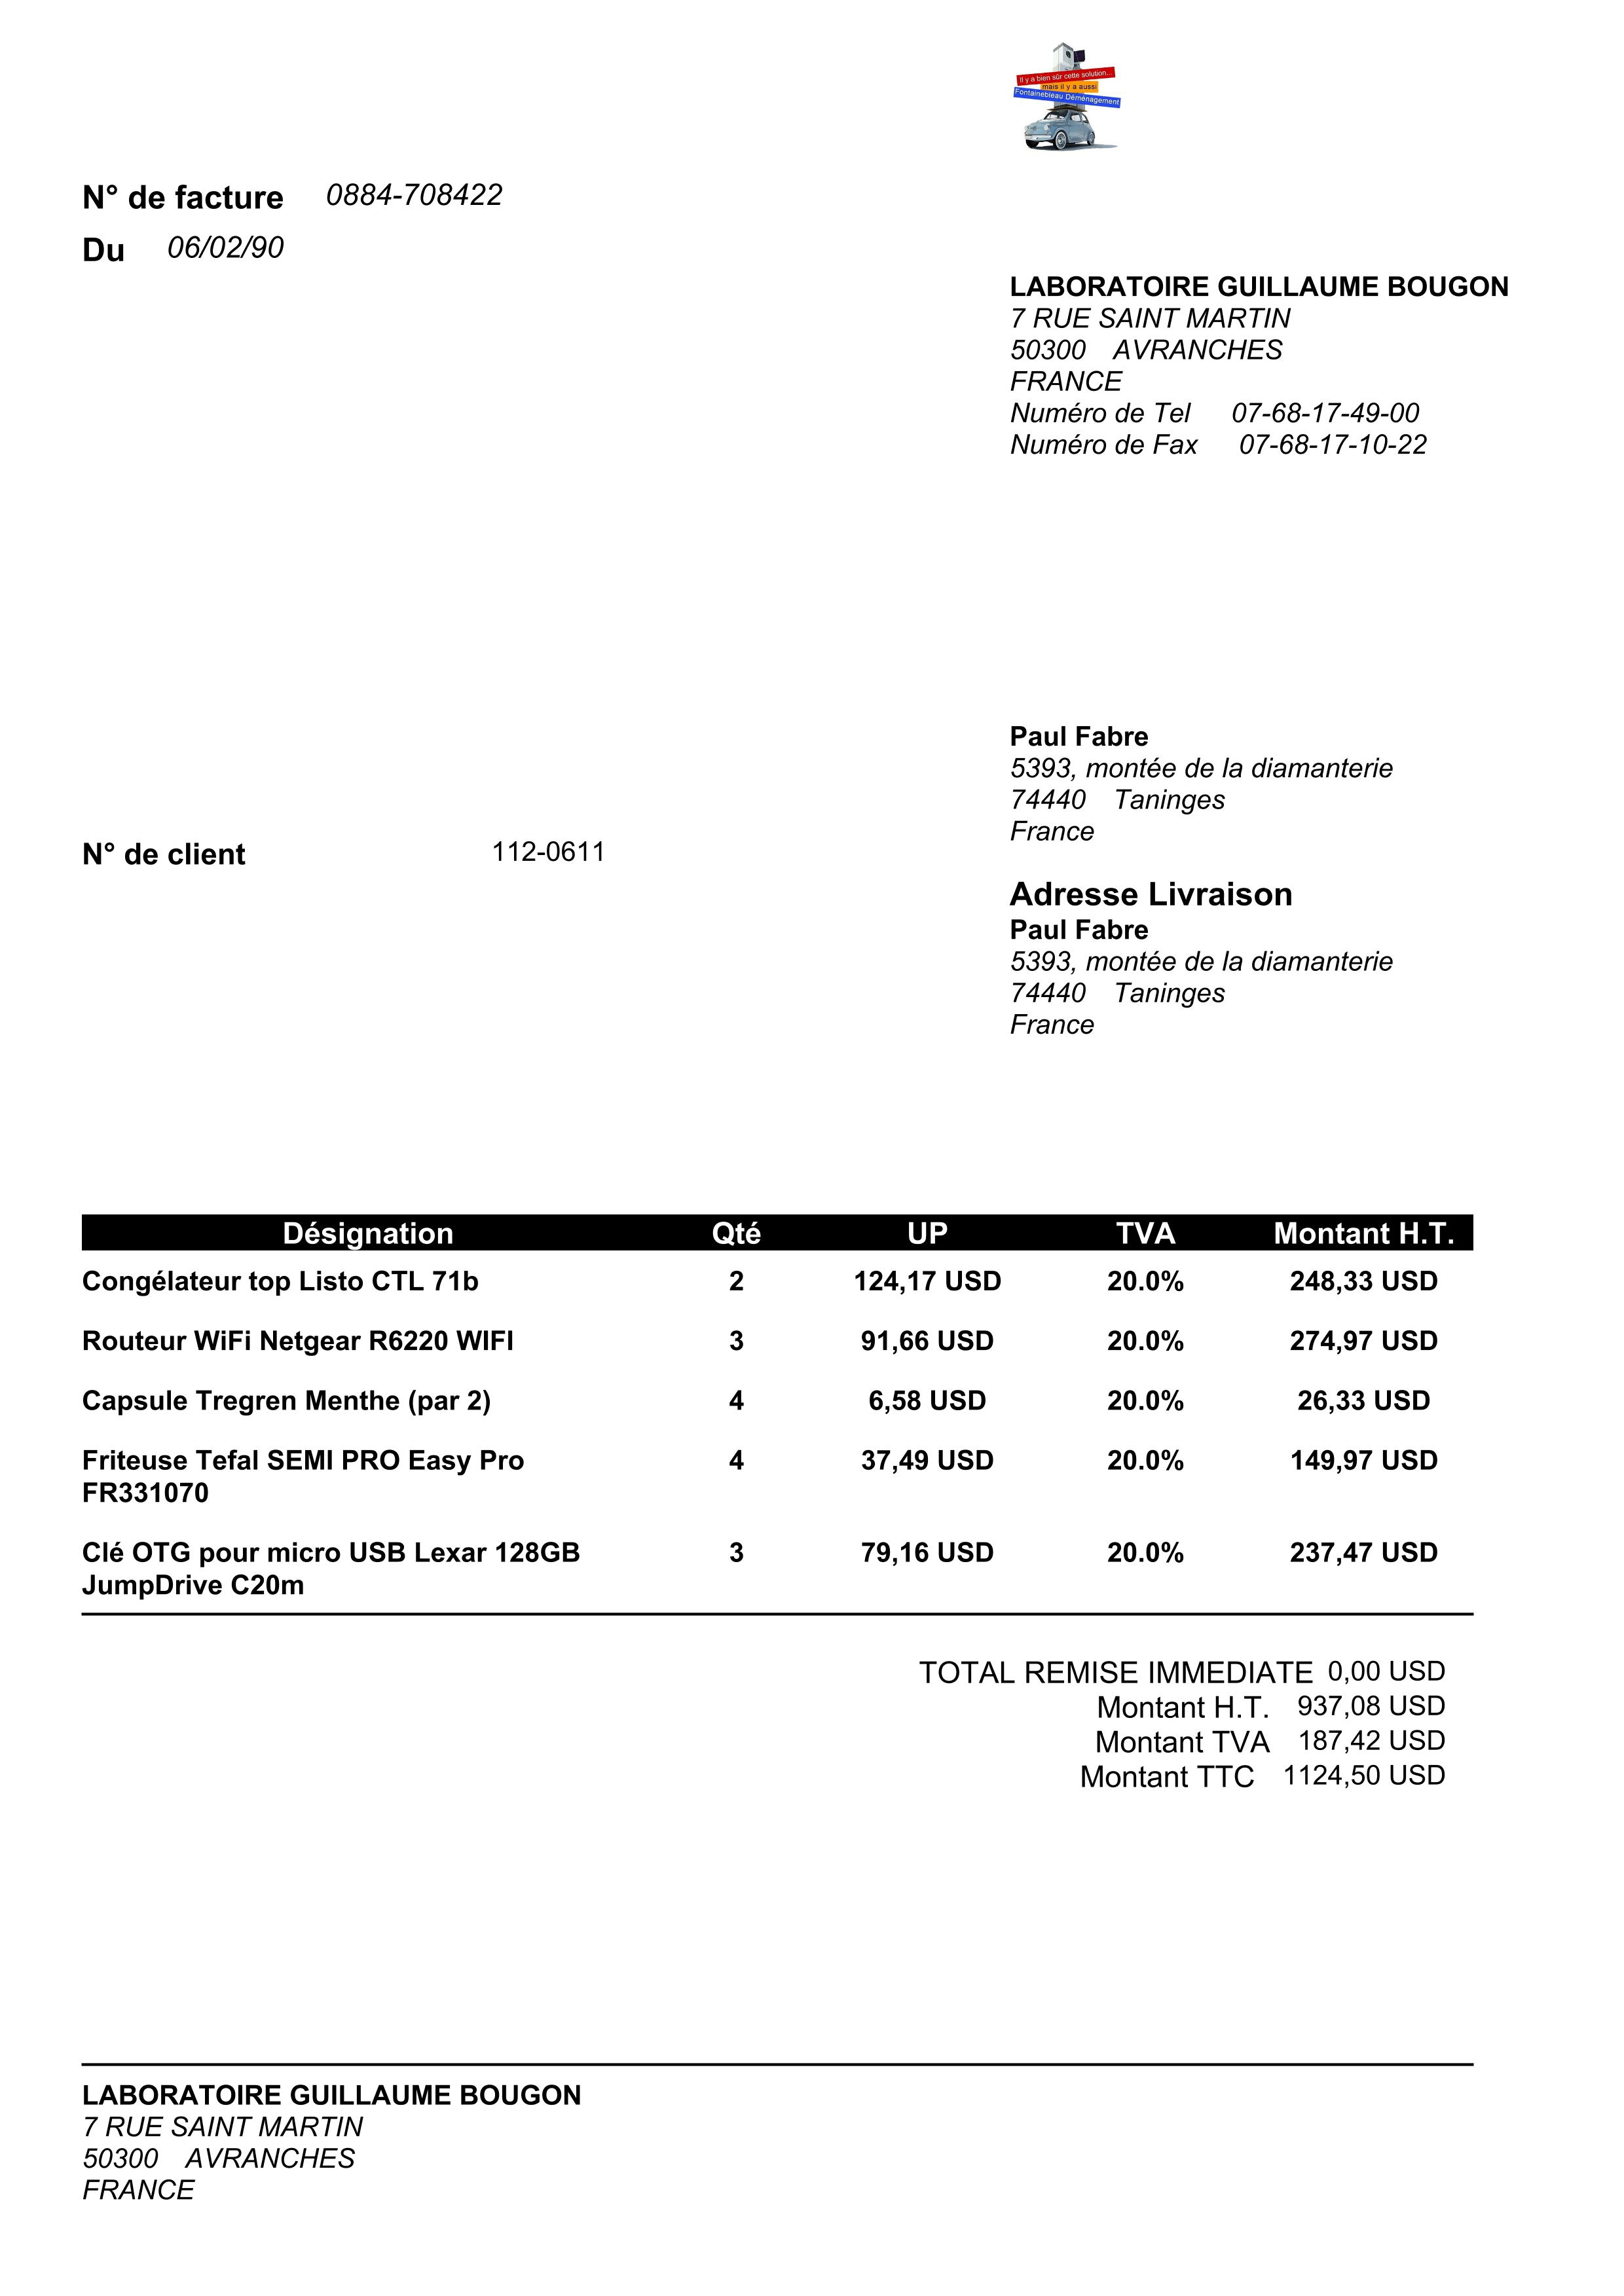 Il y a bien sûr cette solution...
mais il y a aussi
Fontainebleau Déménagement
N° de facture 0884-708422
Du 06/02/90
LABORATOIRE GUILLAUME BOUGON
7 RUE SAINT MARTIN
50300 AVRANCHES
FRANCE
Numéro de Tel 07-68-17-49-00
Numéro de Fax 07-68-17-10-22
Paul Fabre
5393, montée de la diamanterie
74440 Taninges
France
N° de client 112-0611
Adresse Livraison
Paul Fabre
5393, montée de la diamanterie
74440 Taninges
France
Désignation Qté UP TVA Montant H.T.
Congélateur top Listo CTL 71b 2 124,17 USD 20.0% 248,33 USD
Routeur WiFi Netgear R6220 WIFI 3 91,66 USD 20.0% 274,97 USD
Capsule Tregren Menthe (par 2) 4 6,58 USD 20.0% 26,33 USD
Friteuse Tefal SEMI PRO Easy Pro 4 37,49 USD 20.0% 149,97 USD
FR331070
Clé OTG pour micro USB Lexar 128GB 3 79,16 USD 20.0% 237,47 USD
JumpDrive C20m
TOTAL REMISE IMMEDIATE 0,00 USD
Montant H.T. 937,08 USD
Montant TVA 187,42 USD
Montant TTC 1124,50 USD
LABORATOIRE GUILLAUME BOUGON
7 RUE SAINT MARTIN
50300 AVRANCHES
FRANCE